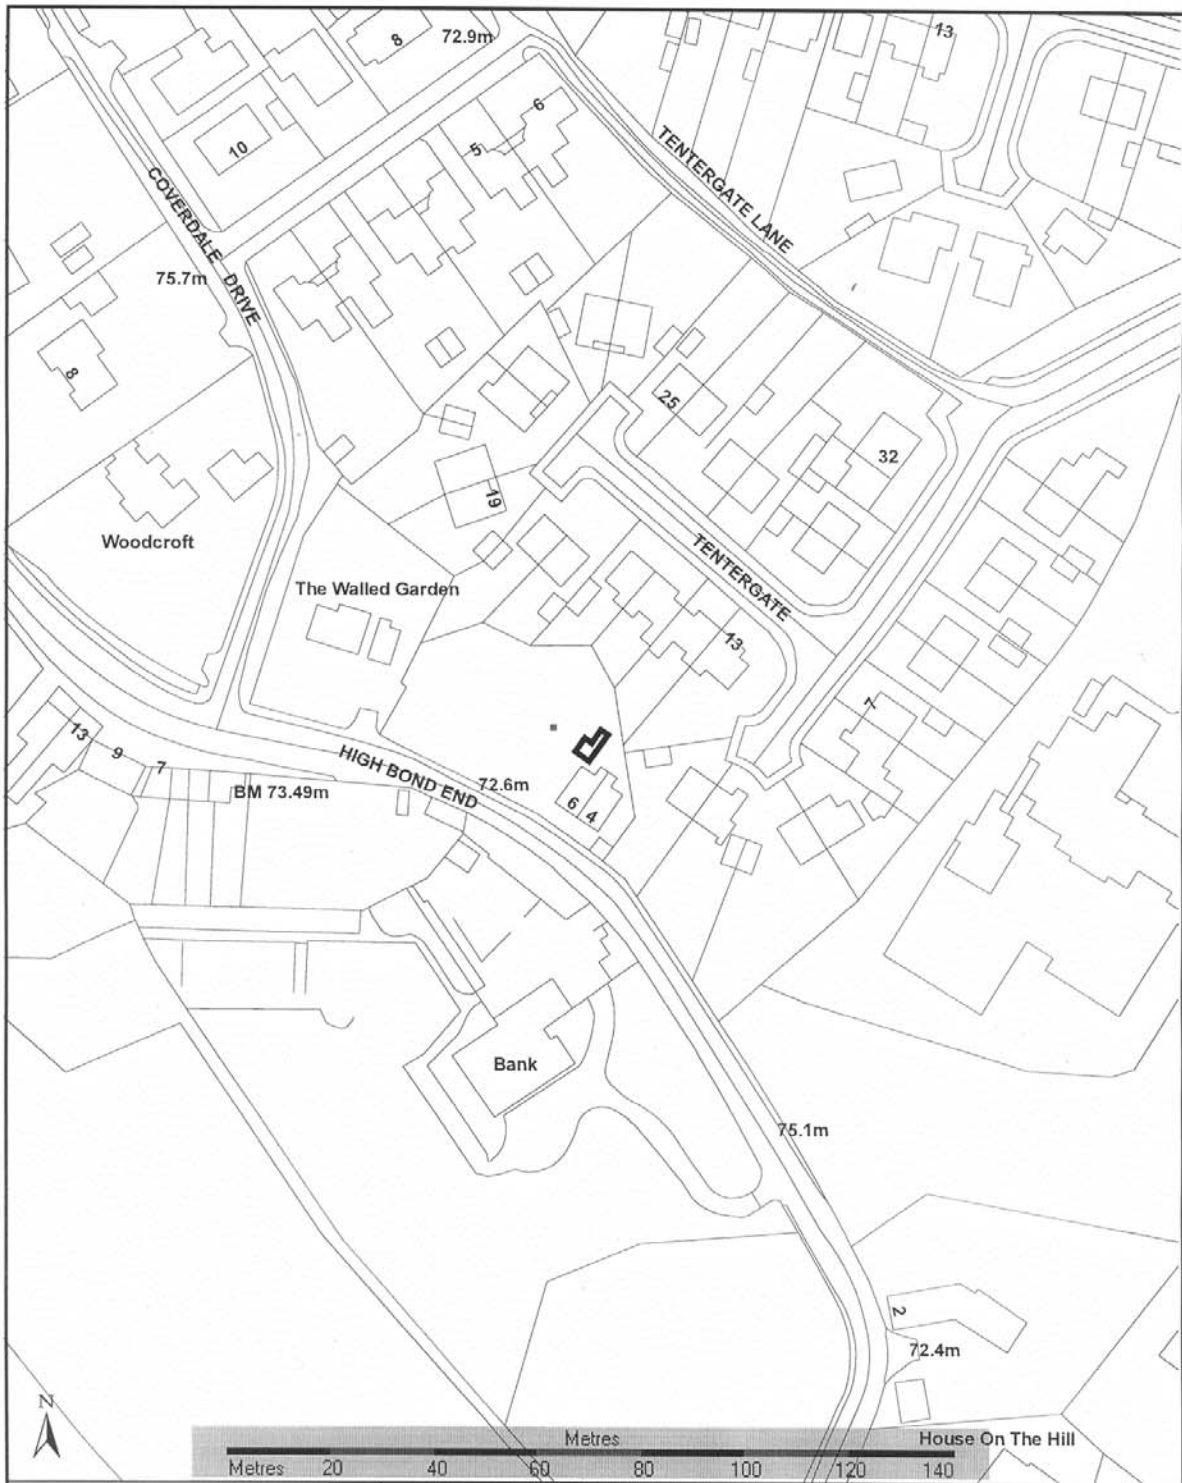 8
72.9m
13
6
5
10
TENTERGATE LANE
COVERDALE DRIVE
75.7m
8
25
32
19
Woodcroft
TENTERGATE
The Walled Garden
13
7
13
9
7
HIGH BOND END
72.6m
BM 73.49m
6
4
Bank
75.1m
2
72.4m
N
Metres
House On The Hill
Metres 20 40 60 80 100 120 140